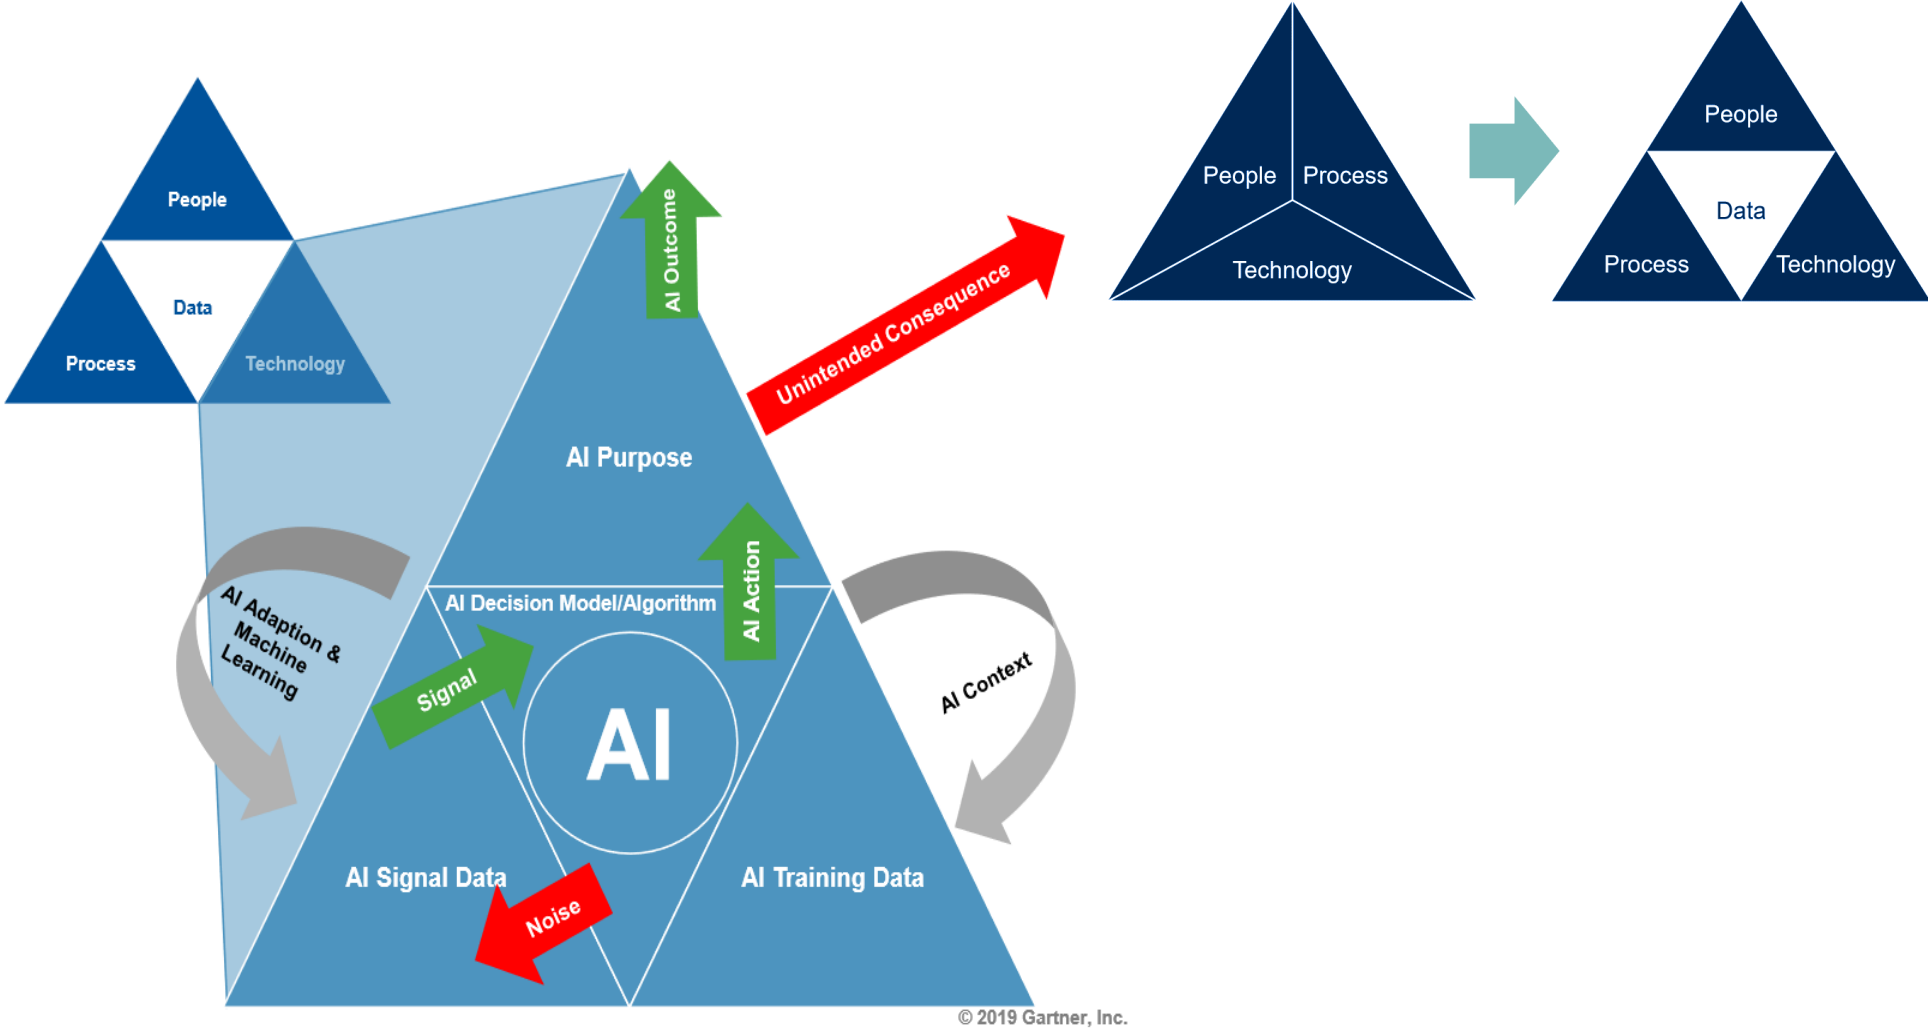 People
Data
Process
Technology
AI Outcome
Unintended Consequence
People
Process
Technology
People
Data
Process
Technology
AI Purpose
AI Action
AI Decision Model/Algorithm
AI Adaption &
Machine
Learning
Signal
AI
AI Context
AI Signal Data
AI Training Data
Noise
© 2019 Gartner, Inc.